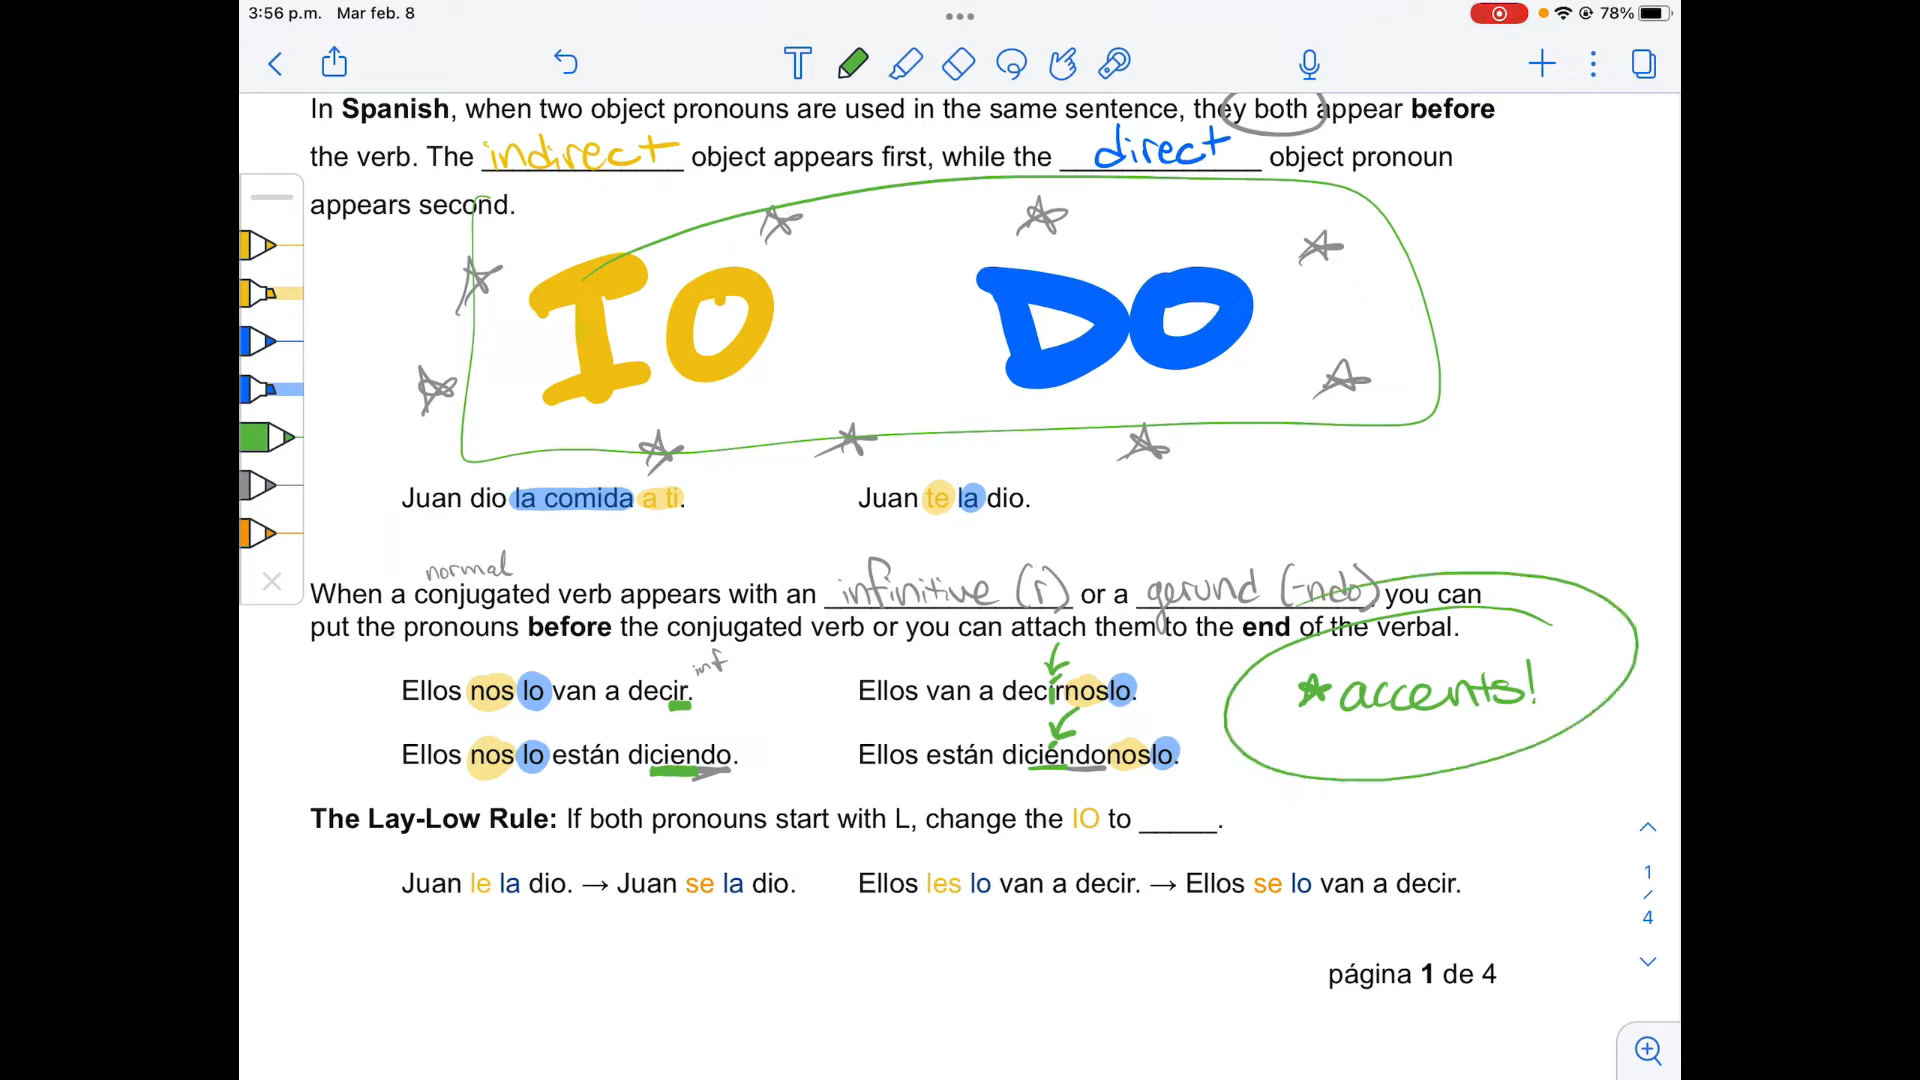 3:56 p.m. Mar feb. 8 78%
In Spanish, when two object pronouns are used in the same sentence, they both appear before
the verb. The indirect object appears first, while the direct object pronoun
appears second.
IO DO
Juan dio la comida a ti. Juan te la dio.
normal
When a conjugated verb appears with an infinitive (r) or a gerund (-ndo) you can
put the pronouns before the conjugated verb or you can attach them to the end of the verbal.
inf
Ellos nos lo van a decir. Ellos van a decírnoslo.
*accents!
Ellos nos lo están diciendo. Ellos están diciéndonoslo.
The Lay-Low Rule: If both pronouns start with L, change the IO to _____.
Juan le la dio. → Juan se la dio. Ellos les lo van a decir. → Ellos se lo van a decir.
1
/
4
página 1 de 4